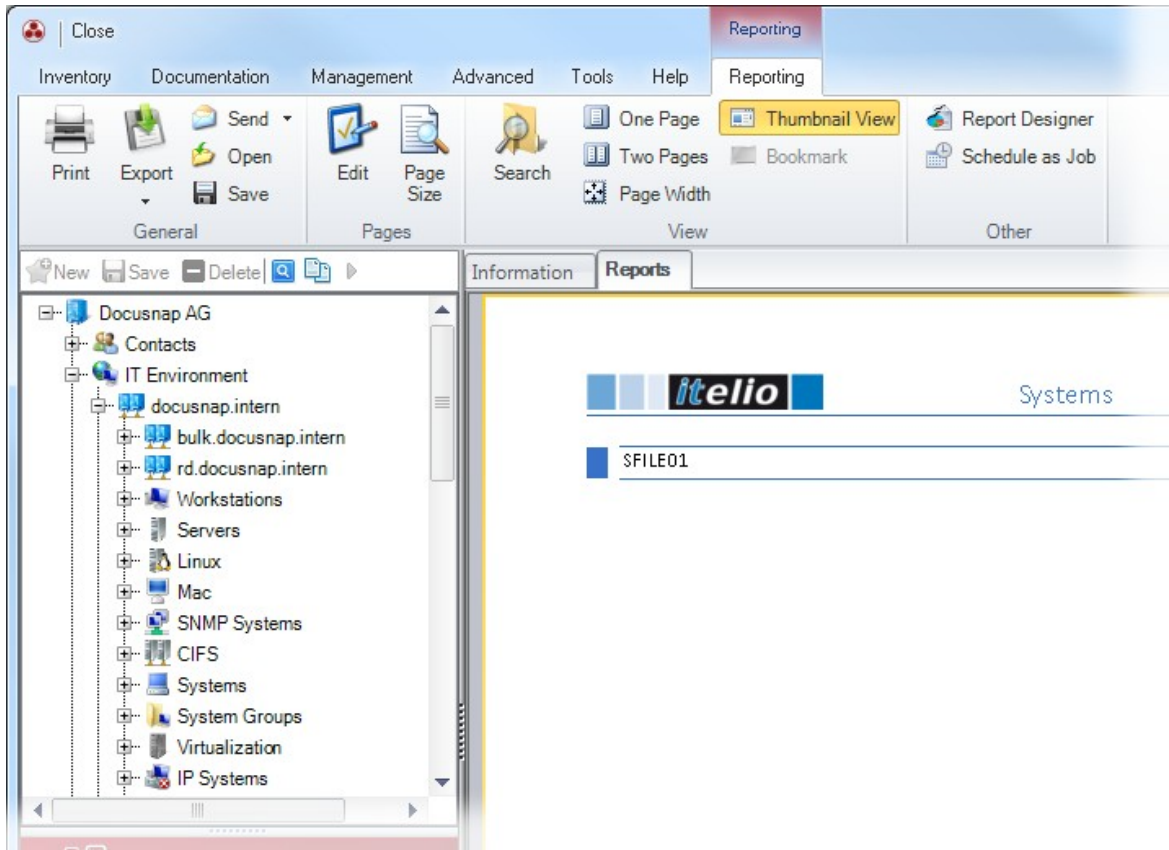 Close
Reporting
Inventory Documentation Management Advanced Tools Help Reporting
Print
Export
Send
Open
Save
General
Edit
Page
Size
Pages
Search
One Page
Two Pages
Page Width
Thumbnail View
Bookmark
View
Report Designer
Schedule as Job
Other
New Save Delete
Information Reports
Docusnap AG
Contacts
IT Environment
docusnap.intern
bulk.docusnap.intern
rd.docusnap.intern
Workstations
Servers
Linux
Mac
SNMP Systems
CIFS
Systems
System Groups
Virtualization
IP Systems
itelio
Systems
SFILE01